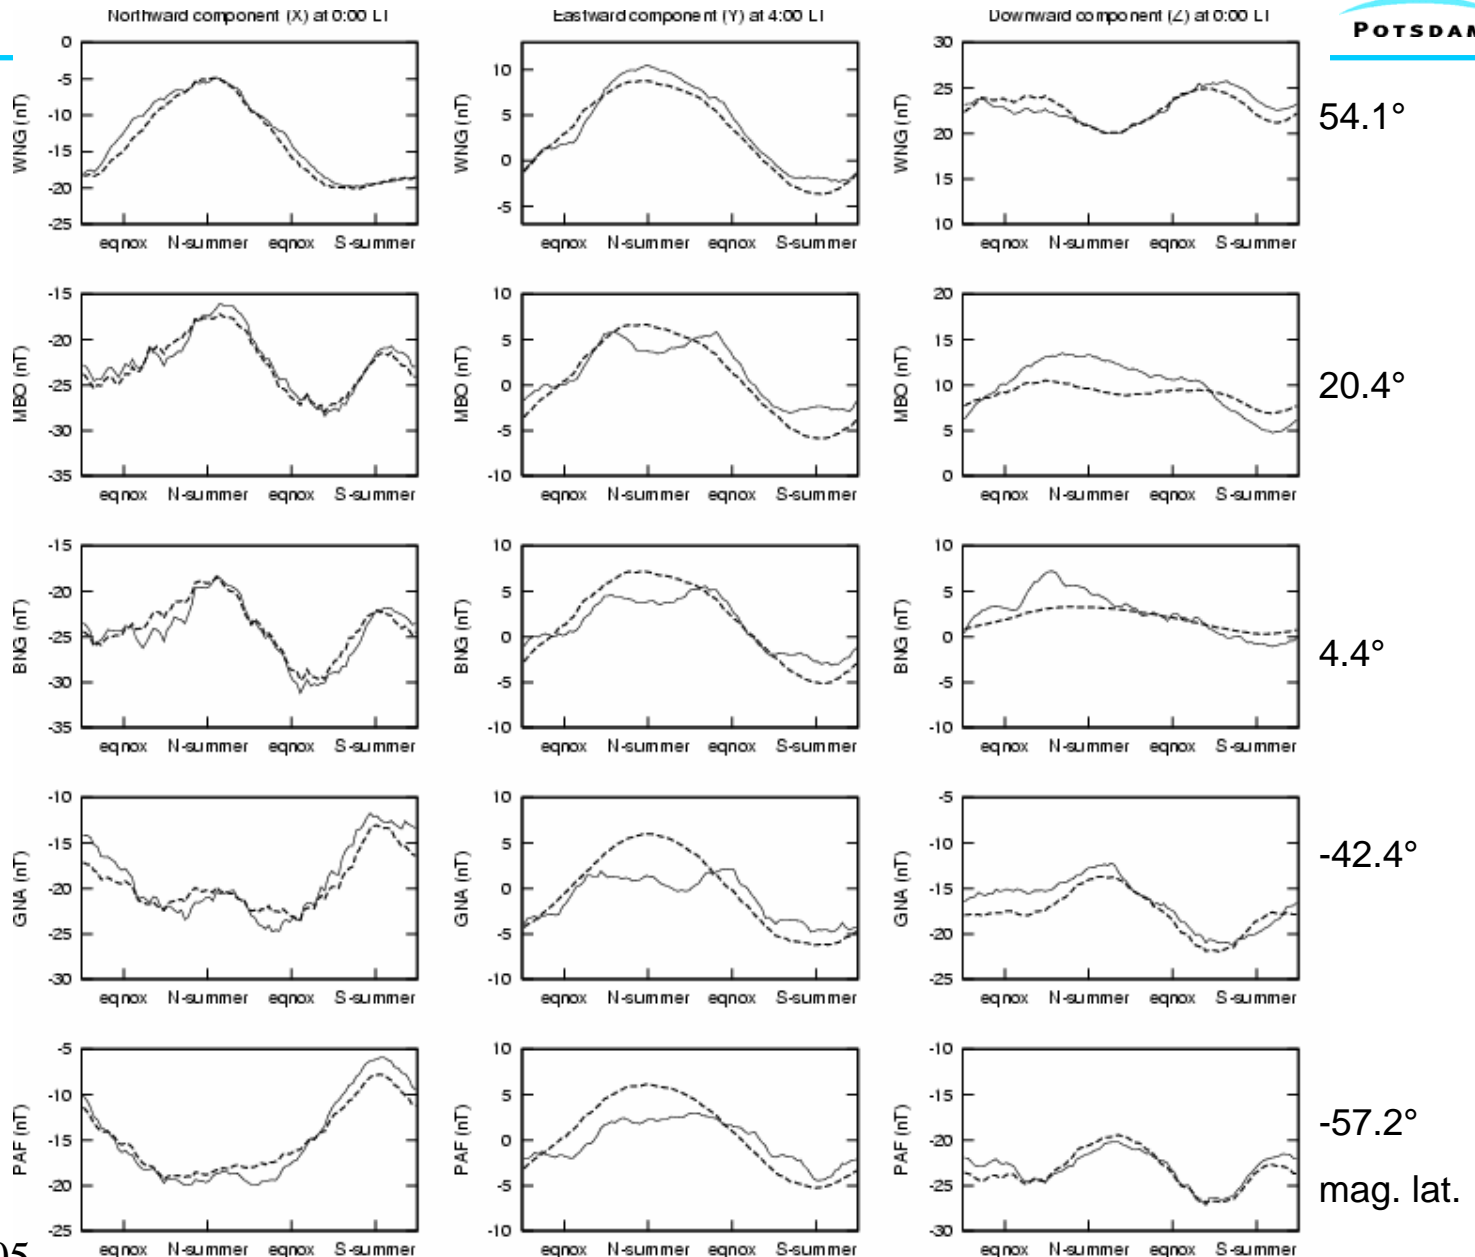 Northward component (X) at 0:00 LT
Eastward component (Y) at 4:00 LT
Downward component (Z) at 0:00 LT
POTSDAM
0
-5
-10
-15
-20
-25
WNG (nT)
eqnox N-summer eqnox S-summer
10
5
0
-5
WNG (nT)
eqnox N-summer eqnox S-summer
30
25
20
15
10
WNG (nT)
eqnox N-summer eqnox S-summer
54.1°
-15
-20
-25
-30
-35
MBO (nT)
eqnox N-summer eqnox S-summer
10
5
0
-5
-10
MBO (nT)
eqnox N-summer eqnox S-summer
20
15
10
5
0
MBO (nT)
eqnox N-summer eqnox S-summer
20.4°
-15
-20
-25
-30
-35
BNG (nT)
eqnox N-summer eqnox S-summer
10
5
0
-5
-10
BNG (nT)
eqnox N-summer eqnox S-summer
10
5
0
-5
-10
BNG (nT)
eqnox N-summer eqnox S-summer
4.4°
-10
-15
-20
-25
-30
GNA (nT)
eqnox N-summer eqnox S-summer
10
5
0
-5
-10
GNA (nT)
eqnox N-summer eqnox S-summer
-5
-10
-15
-20
-25
GNA (nT)
eqnox N-summer eqnox S-summer
-42.4°
-5
-10
-15
-20
-25
PAF (nT)
eqnox N-summer eqnox S-summer
10
5
0
-5
-10
PAF (nT)
eqnox N-summer eqnox S-summer
-10
-15
-20
-25
-30
PAF (nT)
eqnox N-summer eqnox S-summer
-57.2°
mag. lat.
05